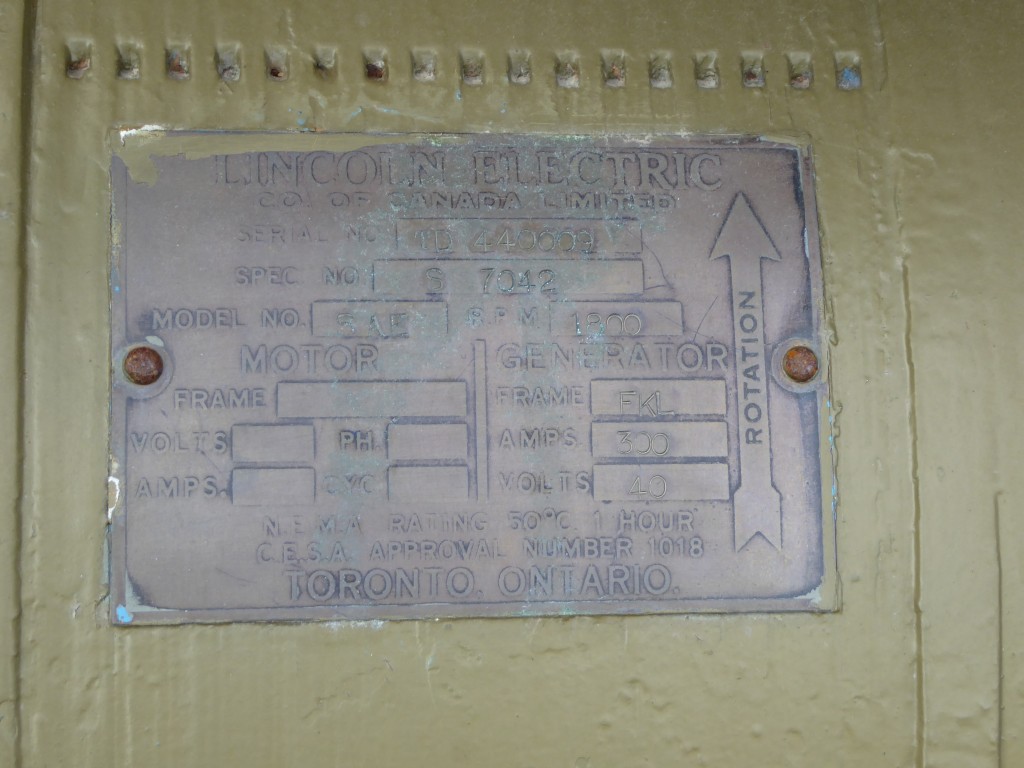 LINCOLN ELECTRIC
CO. OF CANADA LIMITED
SERIAL NO.
SPEC NO. S 7042
MODEL NO. R.P.M. 1800
MOTOR
FRAME
VOLTS PH.
AMPS. CYC
GENERATOR
FRAME FKL
AMPS. 300
VOLTS 40
N.E.M.A. RATING 50°C. 1 HOUR
C.E.S.A. APPROVAL NUMBER 1018
TORONTO, ONTARIO.
ROTATION